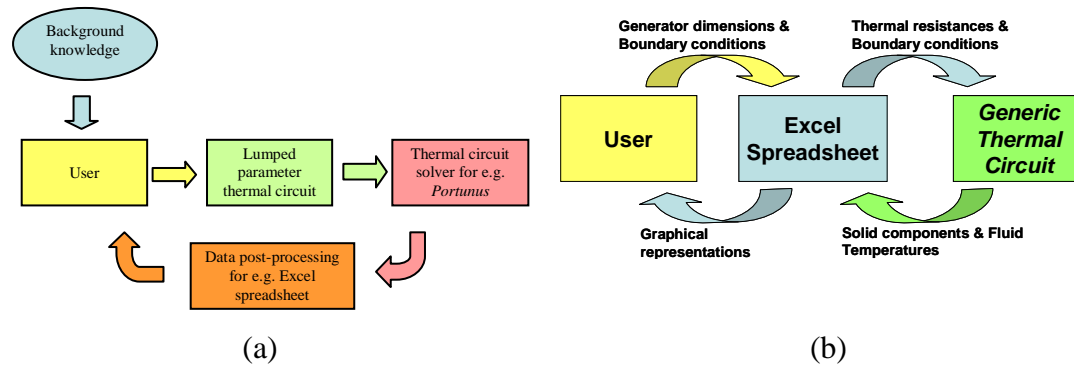 Background
knowledge
User
Lumped
parameter
thermal circuit
Thermal circuit
solver for e.g.
Portunus
Data post-processing
for e.g. Excel
spreadsheet
(a)
Generator dimensions &
Boundary conditions
Thermal resistances &
Boundary conditions
User
Excel
Spreadsheet
Generic
Thermal
Circuit
Graphical
representations
Solid components & Fluid
Temperatures
(b)